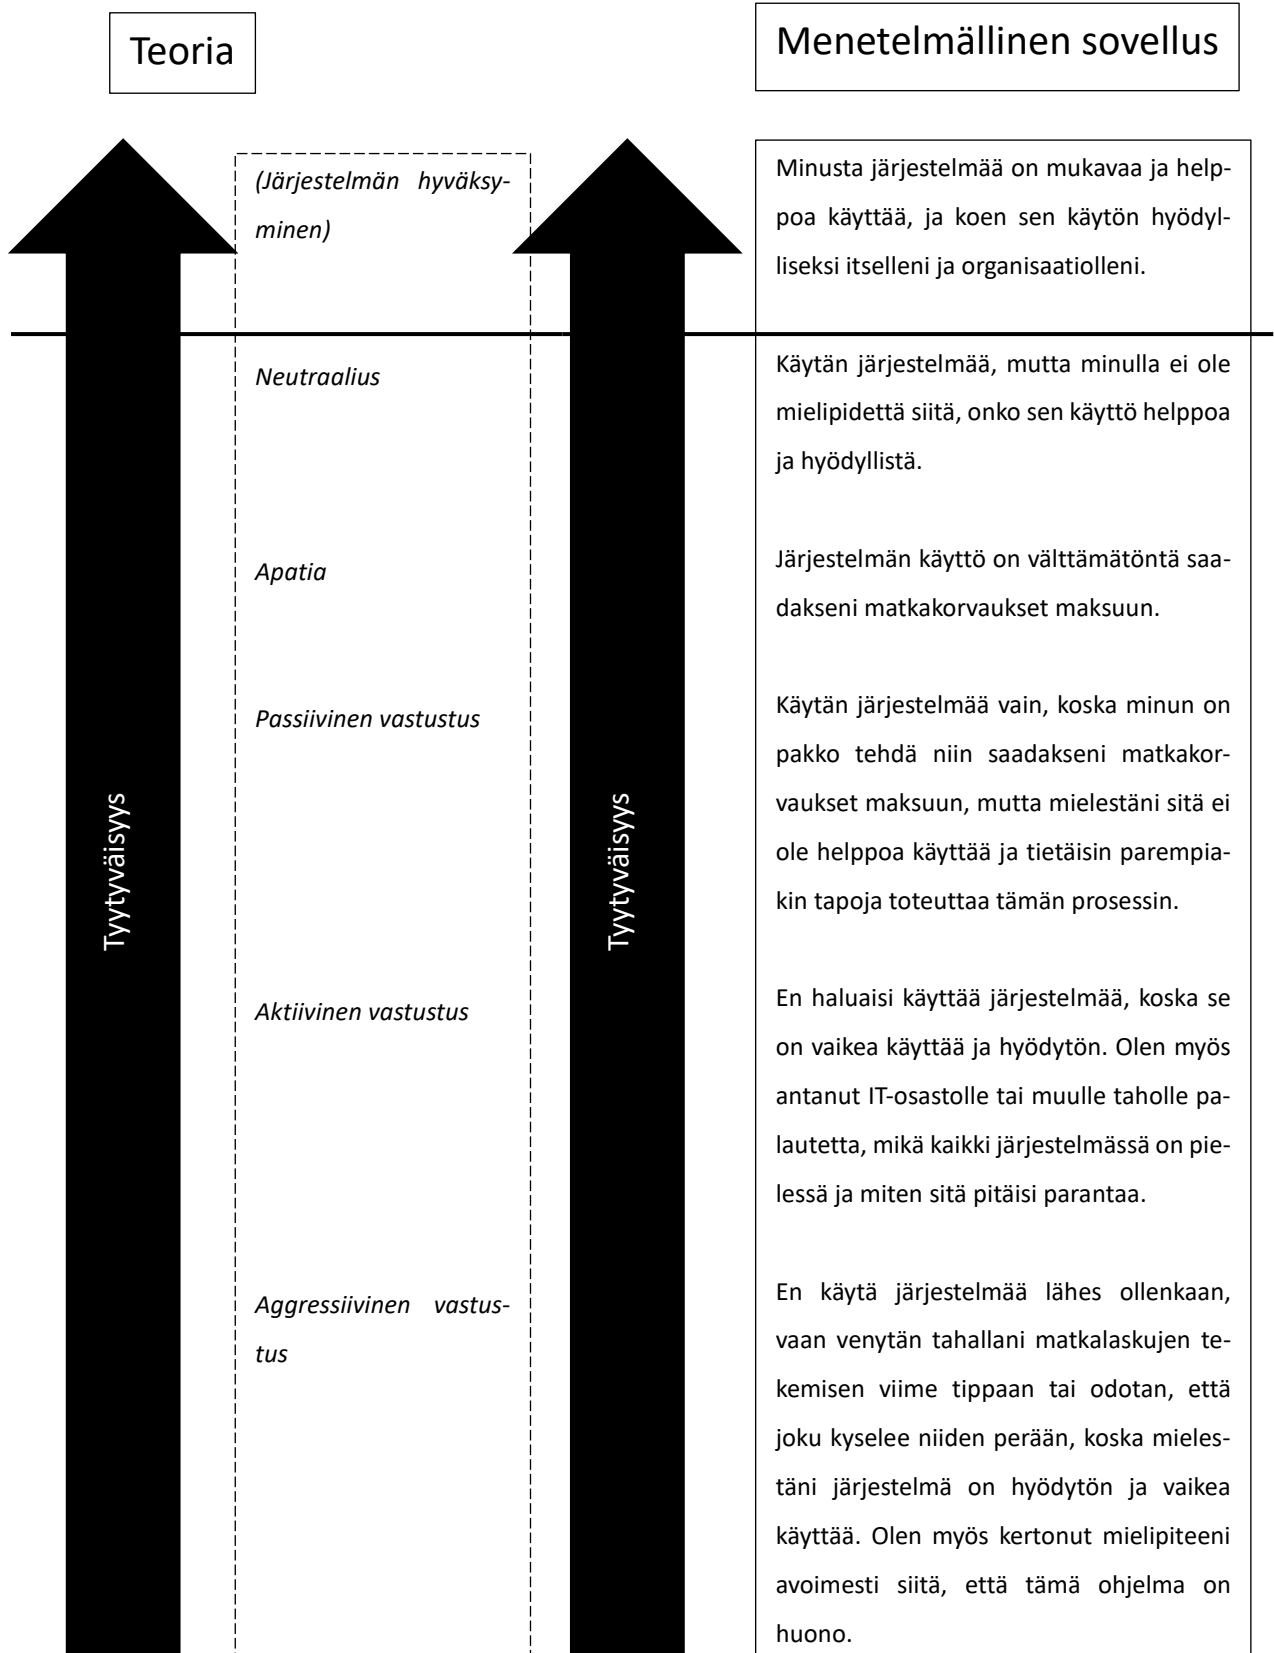 Teoria
Menetelmällinen sovellus
Tyytyväisyys
(Järjestelmän hyväksy-
minen)
Neutraalius
Apatia
Passiivinen vastustus
Aktiivinen vastustus
Aggressiivinen vastus-
tus
Tyytyväisyys
Minusta järjestelmää on mukavaa ja help-
poa käyttää, ja koen sen käytön hyödyl-
liseksi itselleni ja organisaatiolleni.
Käytän järjestelmää, mutta minulla ei ole
mielipidettä siitä, onko sen käyttö helppoa
ja hyödyllistä.
Järjestelmän käyttö on välttämätöntä saa-
dakseni matkakorvaukset maksuun.
Käytän järjestelmää vain, koska minun on
pakko tehdä niin saadakseni matkakor-
vaukset maksuun, mutta mielestäni sitä ei
ole helppoa käyttää ja tietäisin parempia-
kin tapoja toteuttaa tämän prosessin.
En haluaisi käyttää järjestelmää, koska se
on vaikea käyttää ja hyödytön. Olen myös
antanut IT-osastolle tai muulle taholle pa-
lautetta, mikä kaikki järjestelmässä on pie-
lessä ja miten sitä pitäisi parantaa.
En käytä järjestelmää lähes ollenkaan,
vaan venytän tahallani matkalaskujen te-
kemisen viime tippaan tai odotan, että
joku kyselee niiden perään, koska mieles-
täni järjestelmä on hyödytön ja vaikea
käyttää. Olen myös kertonut mielipiteeni
avoimesti siitä, että tämä ohjelma on
huono.